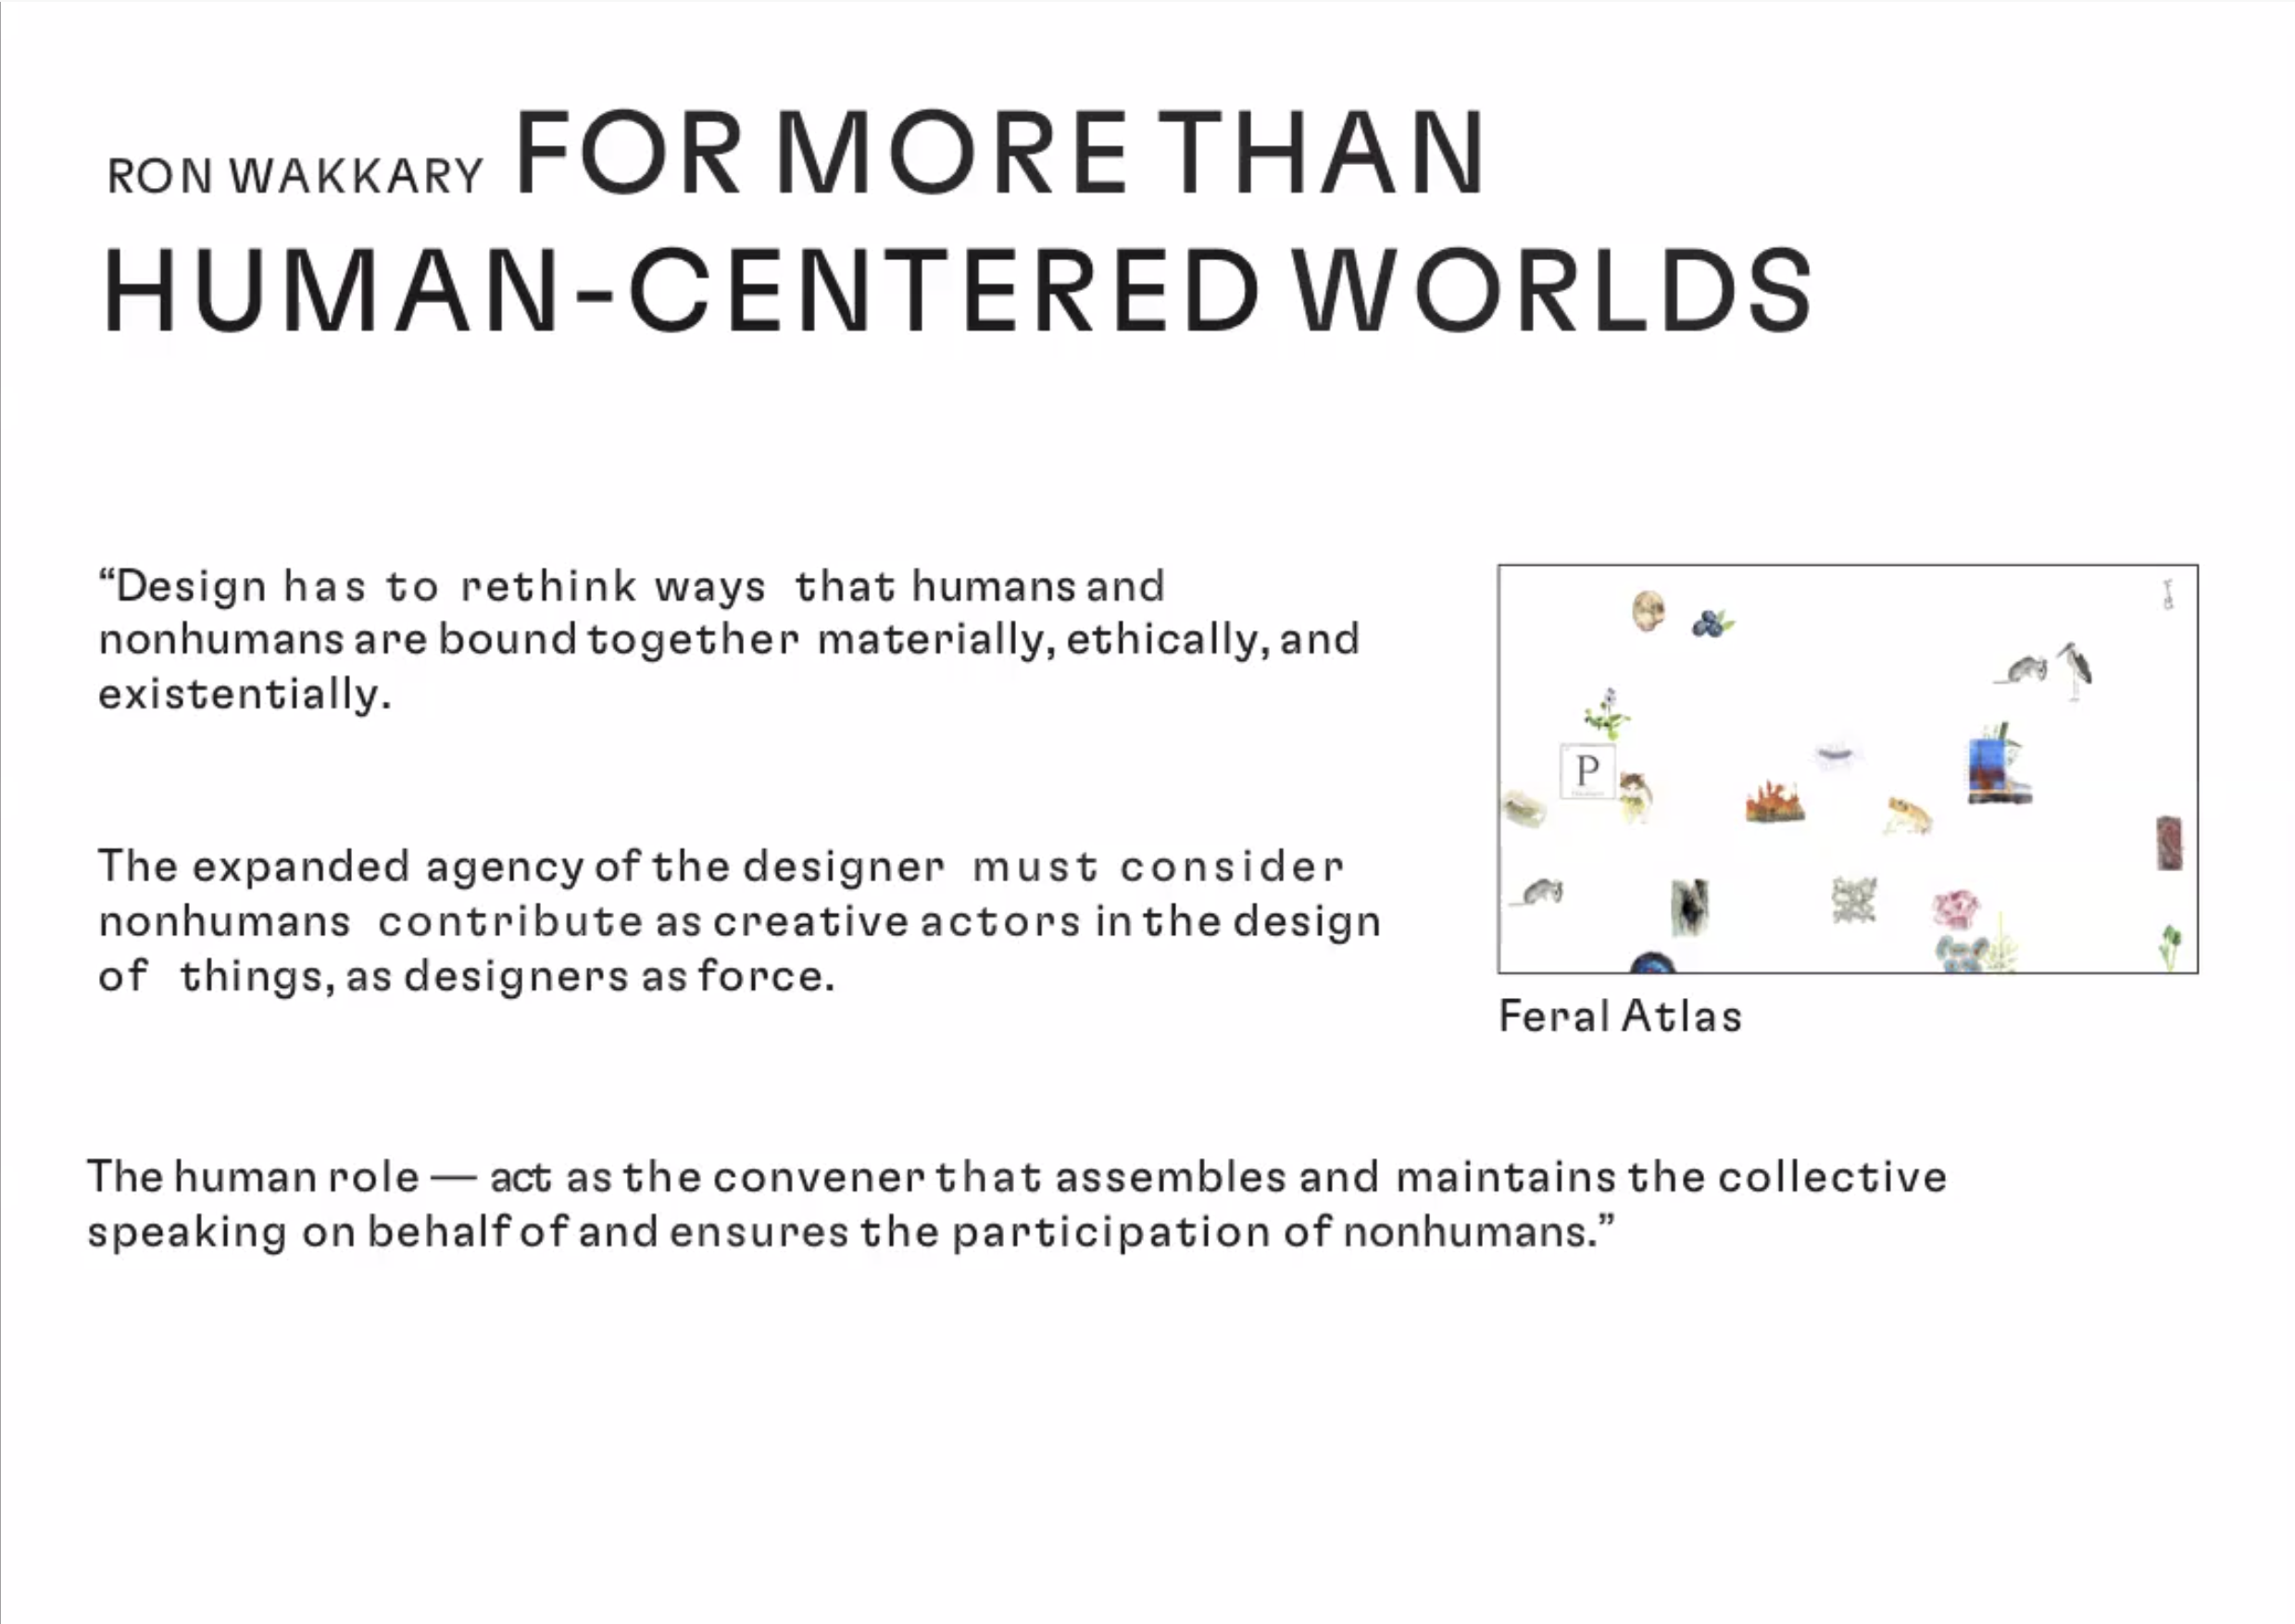 RON WAKKARY FOR MORE THAN
HUMAN-CENTERED WORLDS
“Design has to rethink ways that humans and
nonhumans are bound together materially, ethically, and
existentially.
The expanded agency of the designer must consider
nonhumans contribute as creative actors in the design
of things, as designers as force.
P
Feral Atlas
The human role — act as the convener that assembles and maintains the collective
speaking on behalf of and ensures the participation of nonhumans.”